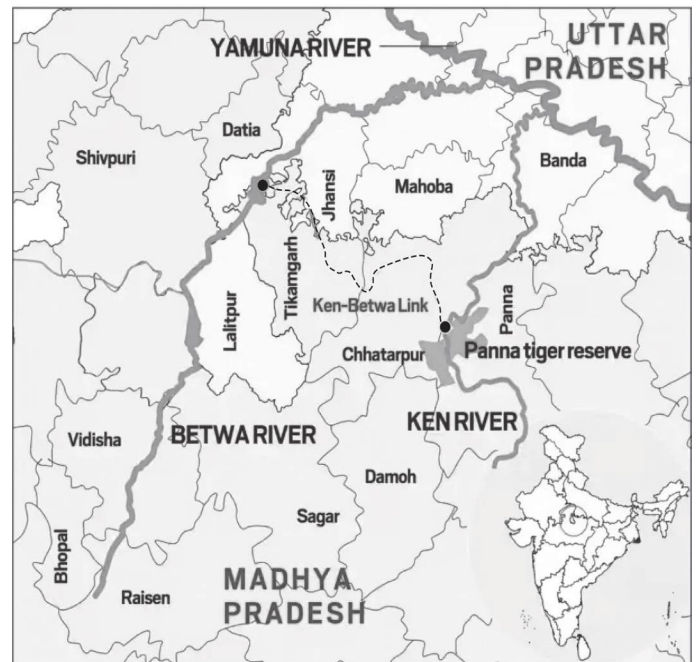 YAMUNA RIVER
UTTAR
PRADESH
Datia
Shivpuri
Banda
Mahoba
Jhansi
Tikamgarh
Lalitpur
Ken-Betwa Link
Panna
Chhatarpur
Panna tiger reserve
BETWA RIVER
KEN RIVER
Vidisha
Damoh
Sagar
Bhopal
Raisen
MADHYA
PRADESH